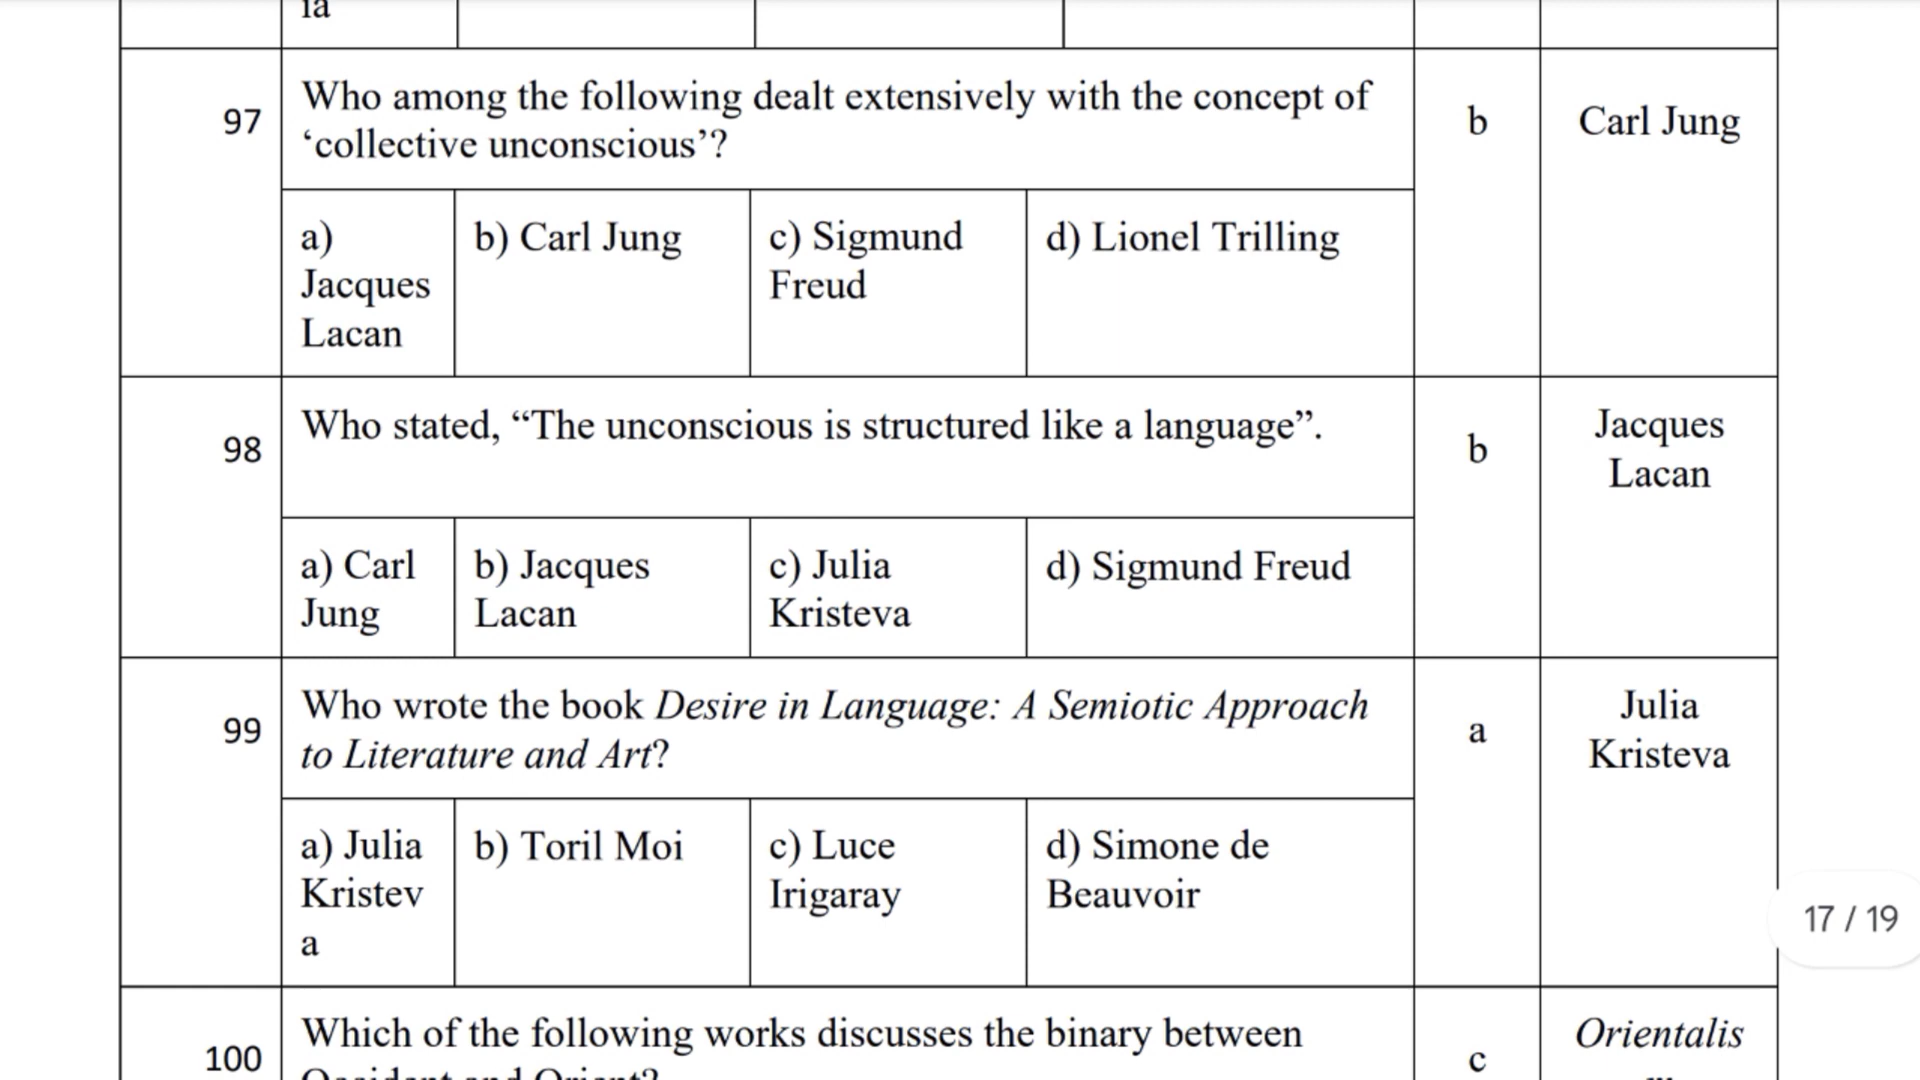 ia
97
Who among the following dealt extensively with the concept of
‘collective unconscious’?
b
Carl Jung
a)
Jacques
Lacan
b) Carl Jung
c) Sigmund
Freud
d) Lionel Trilling
98
Who stated, “The unconscious is structured like a language”.
b
Jacques
Lacan
a) Carl
Jung
b) Jacques
Lacan
c) Julia
Kristeva
d) Sigmund Freud
99
Who wrote the book Desire in Language: A Semiotic Approach
to Literature and Art?
a
Julia
Kristeva
a) Julia
Kristev
a
b) Toril Moi
c) Luce
Irigaray
d) Simone de
Beauvoir
17 / 19
100
Which of the following works discusses the binary between
Occident and Orient?
c
Orientalis
m